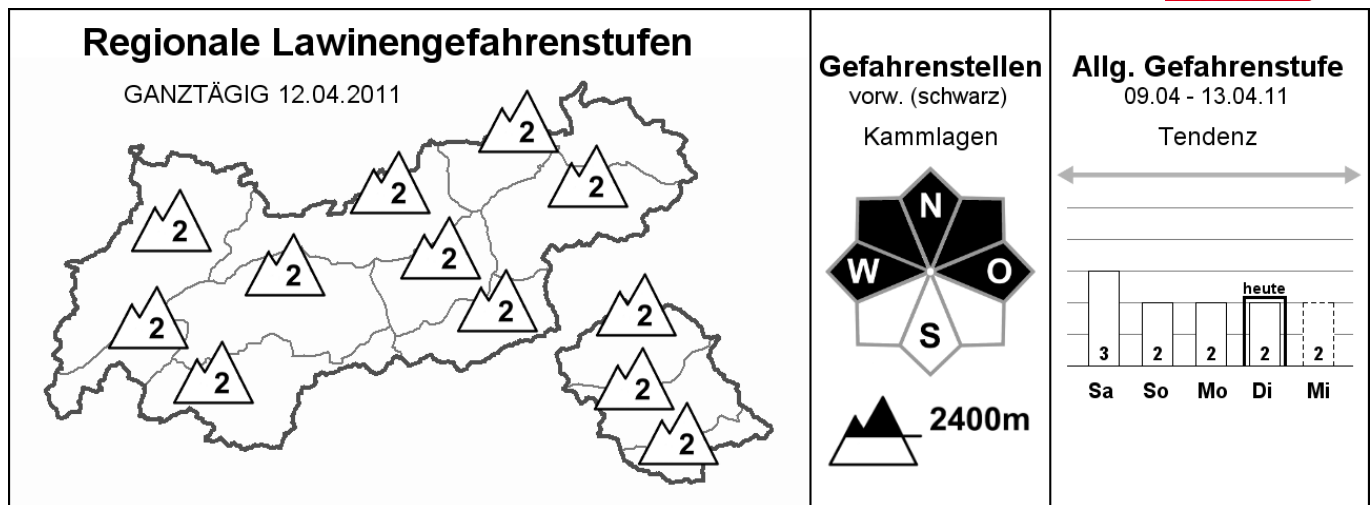 Regionale Lawinengefahrenstufen
GANZTÄGIG 12.04.2011
2
2
2
2
2
2
2
2
2
2
2
2
Gefahrenstellen
vorw. (schwarz)
Kammlagen
N
W
O
S
2400m
Allg. Gefahrenstufe
09.04 - 13.04.11
Tendenz
heute
3 2 2 2 2
Sa So Mo Di Mi